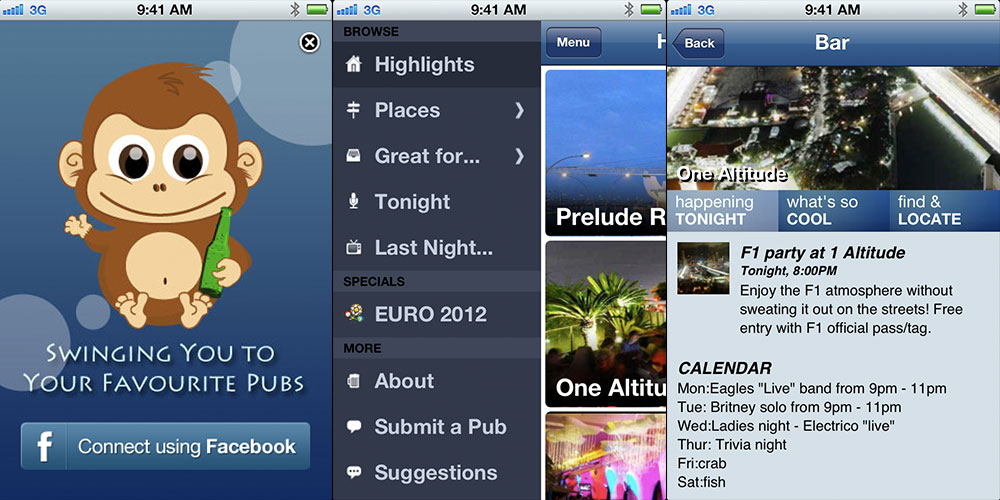 3G
9:41 AM
SWINGING YOU TO
YOUR FAVOURITE PUBS
f
Connect using Facebook
3G
9:41 AM
BROWSE
Highlights
Places
Great for...
Tonight
Last Night...
SPECIALS
EURO 2012
MORE
About
Submit a Pub
Suggestions
Menu
H
Prelude R
One Altitu
3G
9:41 AM
Back
Bar
One Altitude
happening
TONIGHT
what's so
COOL
find &
LOCATE
F1 party at 1 Altitude
Tonight, 8:00PM
Enjoy the F1 atmosphere without
sweating it out on the streets! Free
entry with F1 official pass/tag.
CALENDAR
Mon:Eagles "Live" band from 9pm - 11pm
Tue: Britney solo from 9pm - 11pm
Wed:Ladies night - Electrico "live"
Thur: Trivia night
Fri:crab
Sat:fish